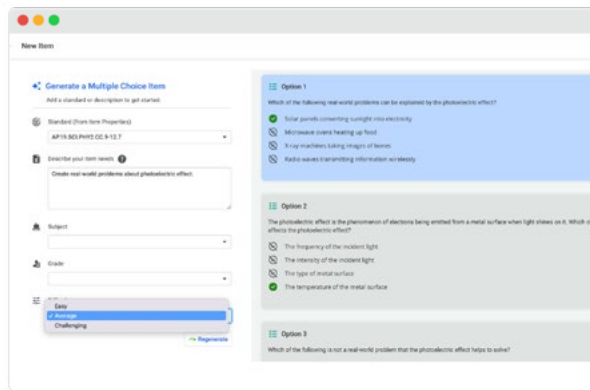 New Item
Generate a Multiple Choice Item
Add a standard or description to get started.
Standard (from Item Properties)
AP19.SCI.PHY2.CC.9-12.7
Describe your item needs ?
Create real-world problems about photoelectric effect.
Subject
Grade
Easy
✓ Average
Challenging
Regenerate
Option 1
Which of the following real-world problems can be explained by the photoelectric effect?
Solar panels converting sunlight into electricity
Microwave ovens heating up food
X-ray machines taking images of bones
Radio waves transmitting information wirelessly
Option 2
The photoelectric effect is the phenomenon of electrons being emitted from a metal surface when light shines on it. Which
affects the photoelectric effect?
The frequency of the incident light
The intensity of the incident light
The type of metal surface
The temperature of the metal surface
Option 3
Which of the following is not a real-world problem that the photoelectric effect helps to solve?